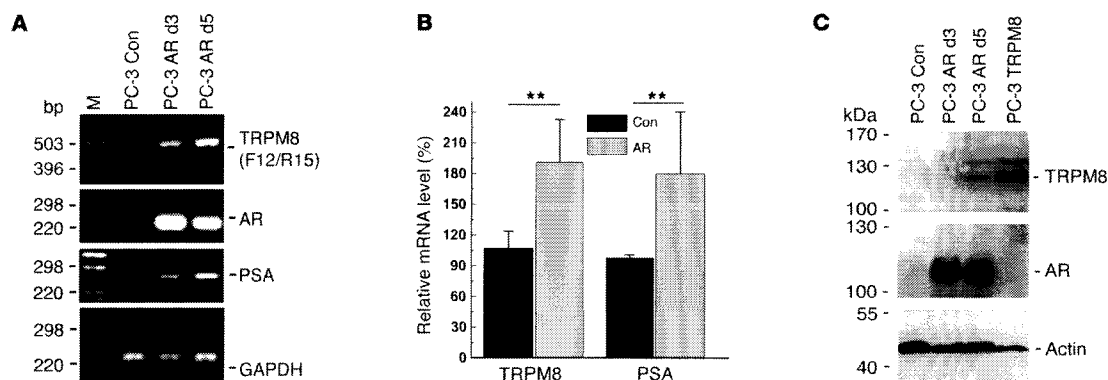 A
bp
M
PC-3 Con
PC-3 AR d3
PC-3 AR d5
503
396
TRPM8
(F12/R15)
298
220
AR
298
220
PSA
298
220
GAPDH
B
Relative mRNA level (%)
240
210
180
150
120
90
60
30
0
**
**
Con
AR
TRPM8
PSA
C
kDa
PC-3 Con
PC-3 AR d3
PC-3 AR d5
PC-3 TRPM8
170
130
100
TRPM8
130
100
AR
55
40
Actin